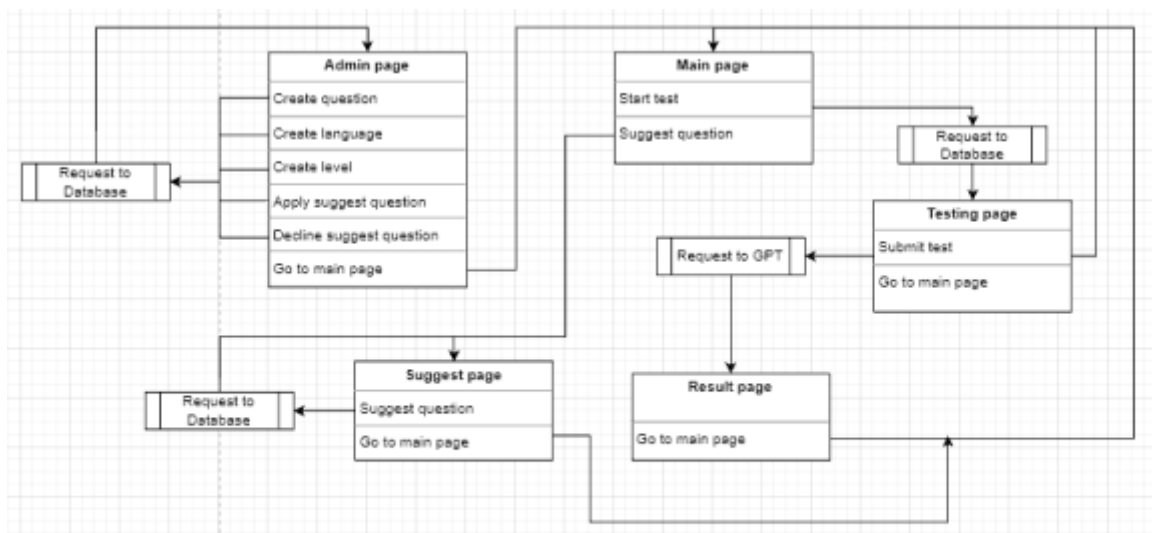 Admin page
Create question
Create language
Create level
Apply suggest question
Decline suggest question
Go to main page
Request to
Database
Main page
Start test
Suggest question
Request to
Database
Testing page
Submit test
Go to main page
Request to GPT
Suggest page
Suggest question
Go to main page
Request to
Database
Result page
Go to main page